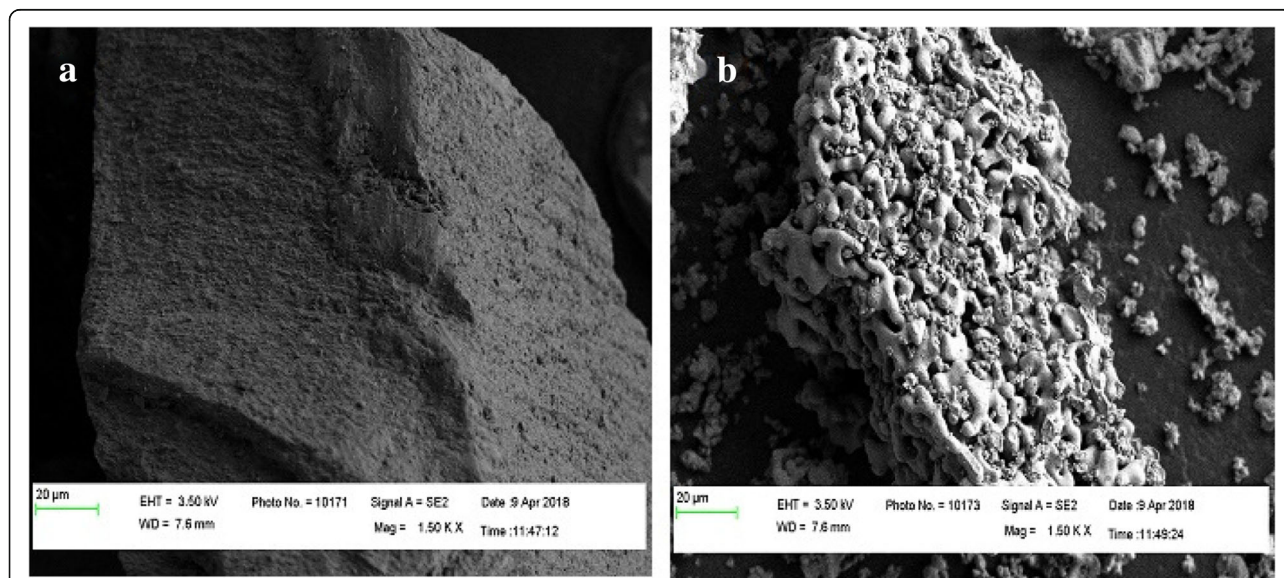 a
20 µm
EHT = 3.50 kV Photo No. = 10171 Signal A = SE2 Date :9 Apr 2018
WD = 7.6 mm Mag = 1.50 K X Time :11:47:12
b
20 µm
EHT = 3.50 kV Photo No. = 10173 Signal A = SE2 Date :9 Apr 2018
WD = 7.6 mm Mag = 1.50 K X Time :11:49:24